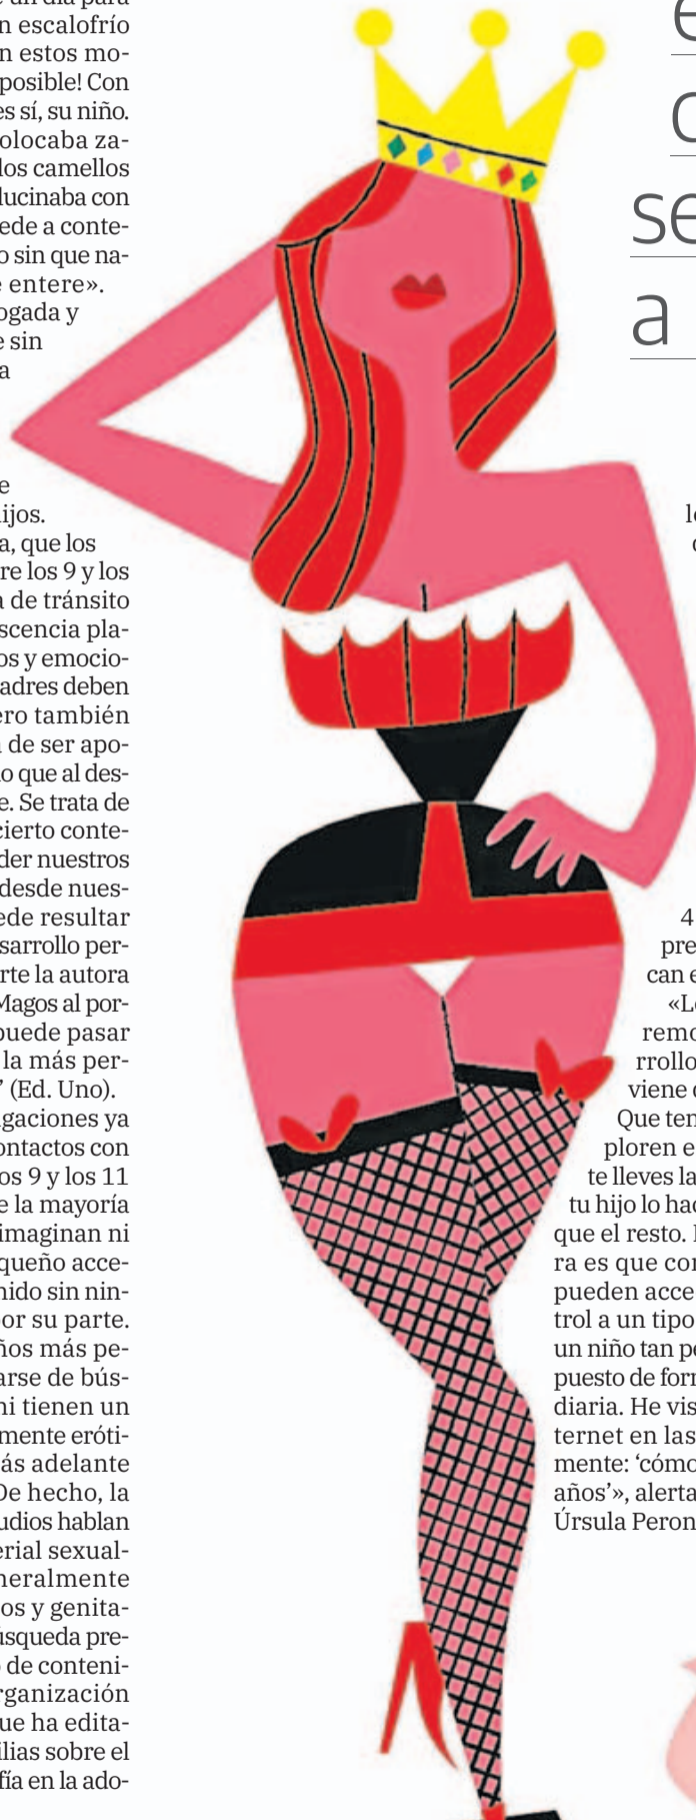 n escalofrío
n estos mo-
posible! Con
es sí, su niño.
olocaba za-
los camellos
lucinaba con
ede a conte-
o sin que na-
e entere».
ogada y
e sin
a
e
ijos.
a, que los
re los 9 y los
a de tránsito
scencia pla-
os y emocio-
adres deben
ero también
a de ser apo-
o que al des-
e. Se trata de
cierto conte-
der nuestros
desde nues-
ede resultar
sarrollo per-
rte la autora
Magos al por-
puede pasar
la más per-
’ (Ed. Uno).
igaciones ya
ontactos con
os 9 y los 11
e la mayoría
imaginan ni
queño acce-
nido sin nin-
or su parte.
ños más pe-
arse de bús-
ni tienen un
mente eróti-
ás adelante
De hecho, la
udios hablan
erial sexual-
neralmente
os y genita-
úsqueda pre-
de conteni-
rganización
ue ha edita-
ilias sobre el
fía en la ado-
se
a
4
pre
can e
«L
remo
rrollo
viene
Que ten
ploren e
te lleves la
tu hijo lo hac
que el resto.
ra es que con
pueden acce
trol a un tipo
un niño tan pe
puesto de forn
diaria. He vis
ternet en las
mente: ‘cómo
años’», alerta
Úrsula Peron